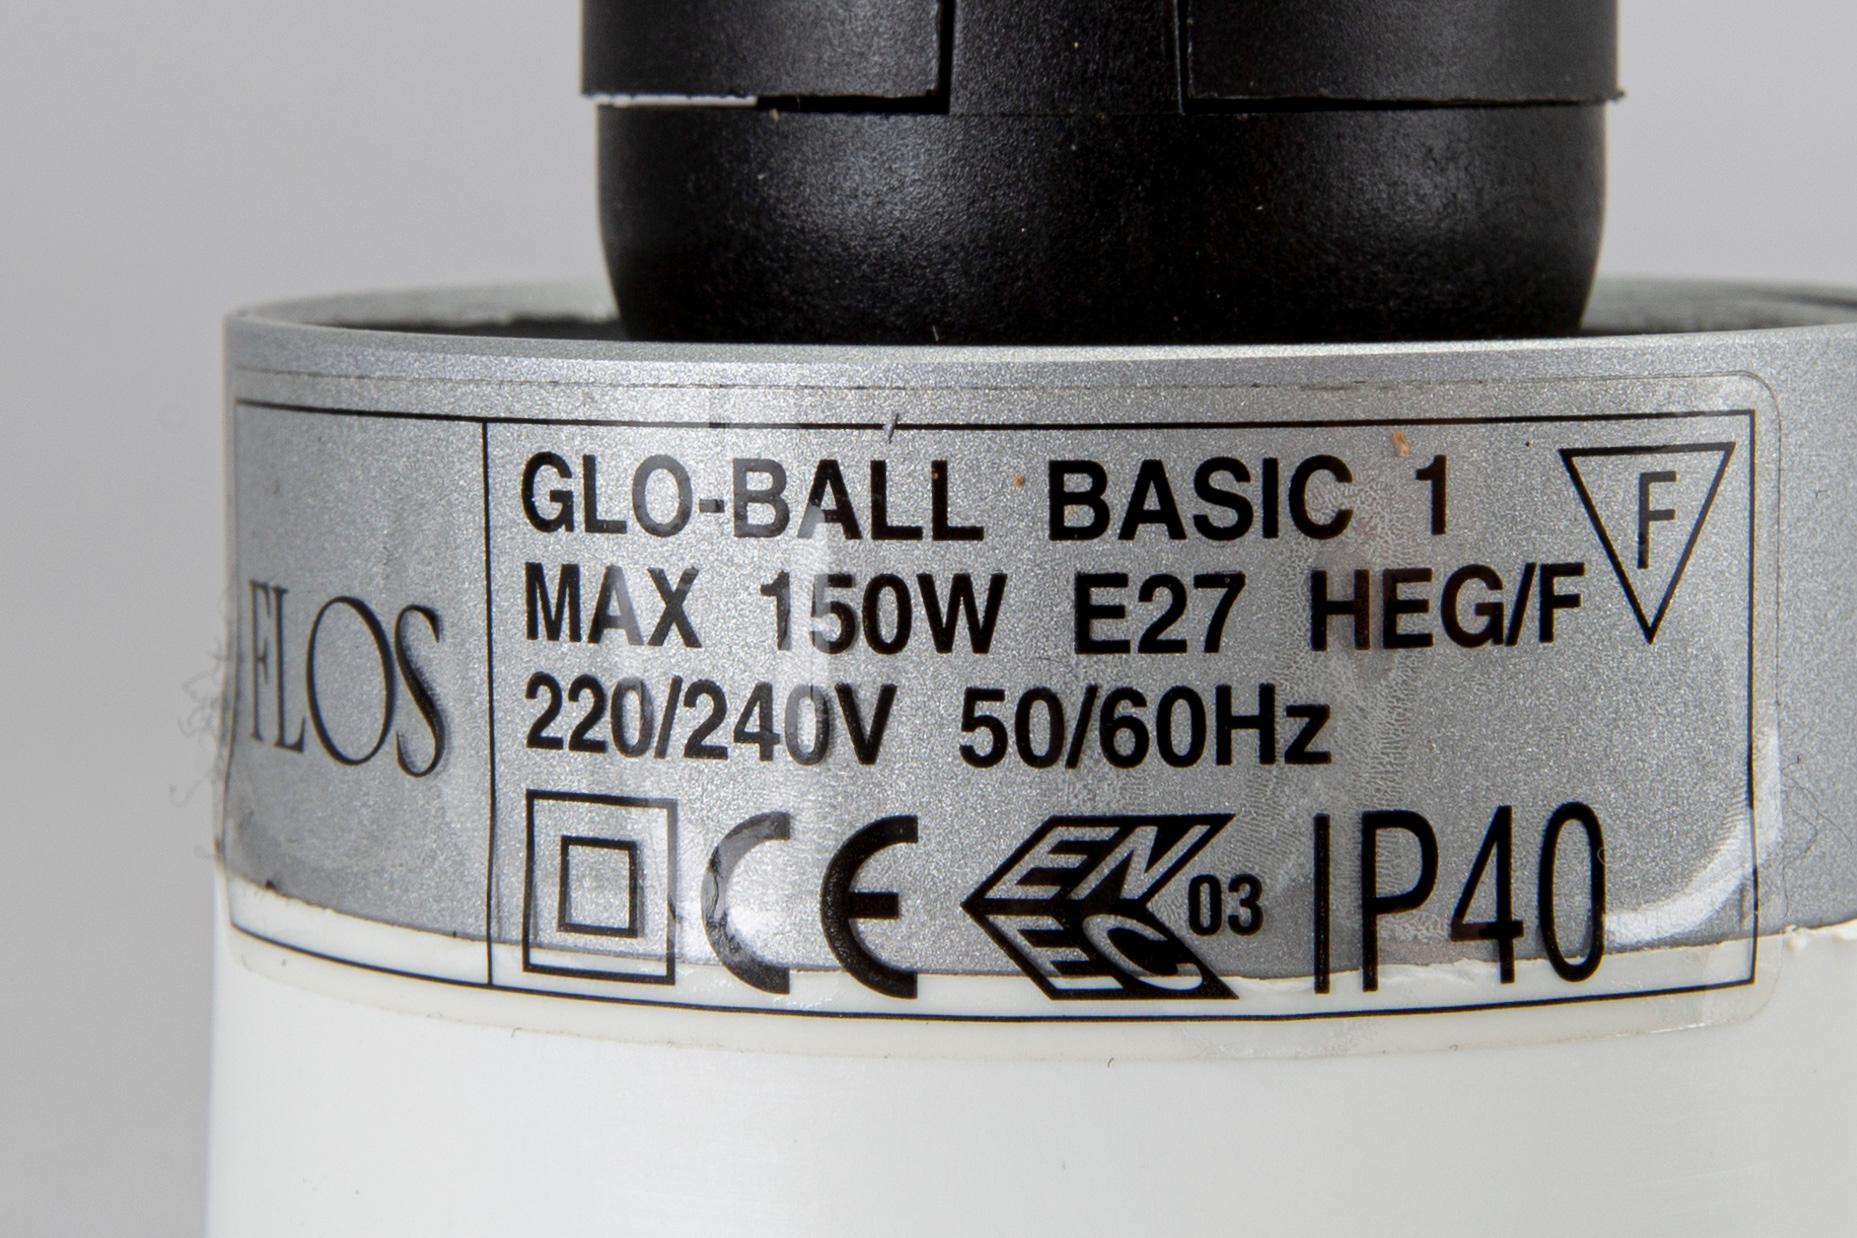 FLOS
GLO-BALL BASIC 1
F
MAX 150W E27 HEG/F
220/240V 50/60Hz
CE ENEC 03 IP40